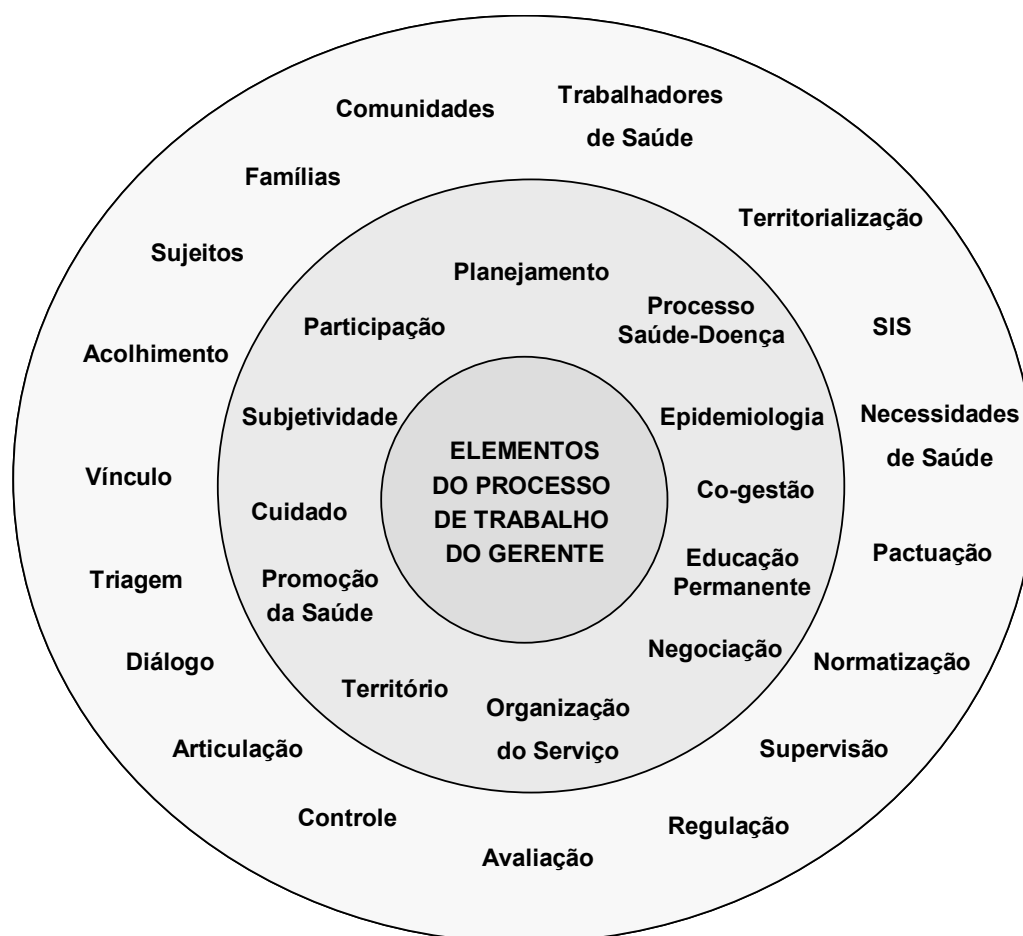 Comunidades
Trabalhadores
de Saúde
Famílias
Territorialização
Sujeitos
Planejamento
Processo
Saúde-Doença
Participação
SIS
Acolhimento
Subjetividade
Epidemiologia
Necessidades
de Saúde
ELEMENTOS
DO PROCESSO
DE TRABALHO
DO GERENTE
Vínculo
Cuidado
Co-gestão
Pactuação
Educação
Permanente
Triagem
Promoção
da Saúde
Negociação
Diálogo
Normatização
Território
Organização
do Serviço
Articulação
Supervisão
Controle
Regulação
Avaliação